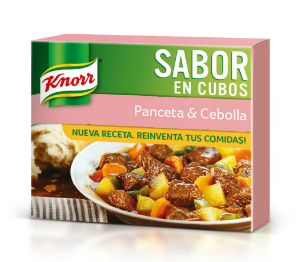 Knorr
SABOR
EN CUBOS
Panceta & Cebolla
NUEVA RECETA. REINVENTA TUS COMIDAS!